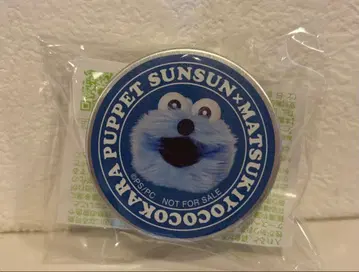 PUPPET SUNSUN×MATSUKIYOCOCOKARA
©PS/PC NOT FOR SALE